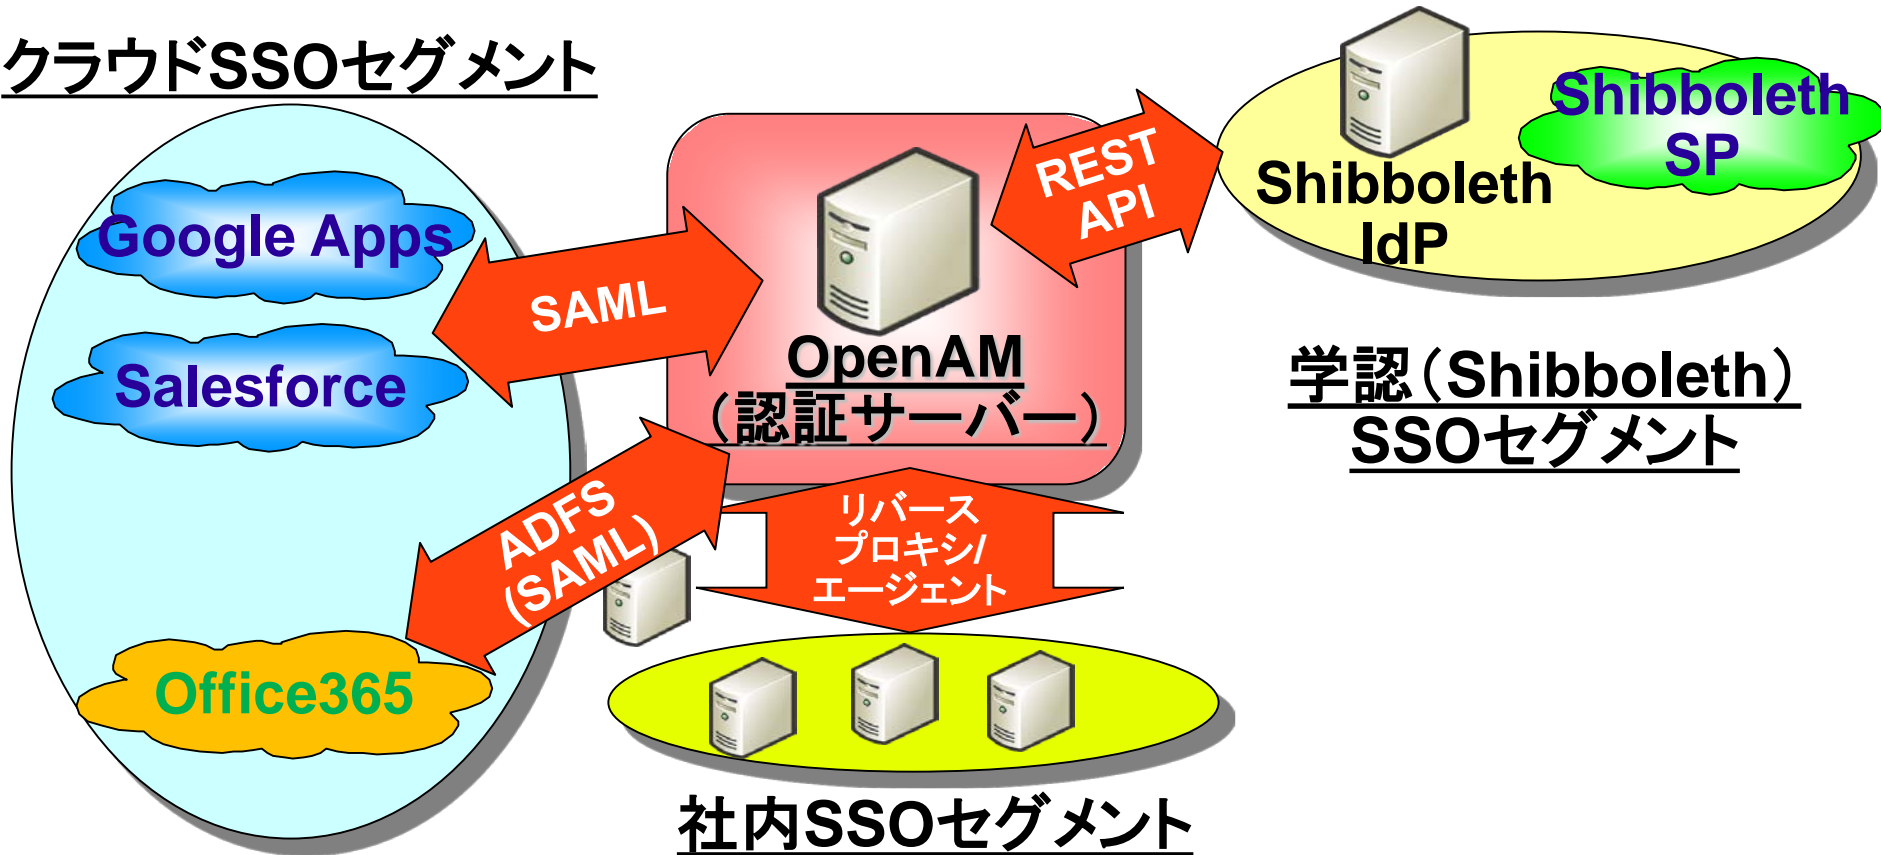 クラウドSSOセグメント
Google Apps
Salesforce
Office365
SAML
ADFS
(SAML)
OpenAM
（認証サーバー）
REST
API
リバース
プロキシ/
エージェント
社内SSOセグメント
Shibboleth
IdP
Shibboleth
SP
学認（Shibboleth）
SSOセグメント